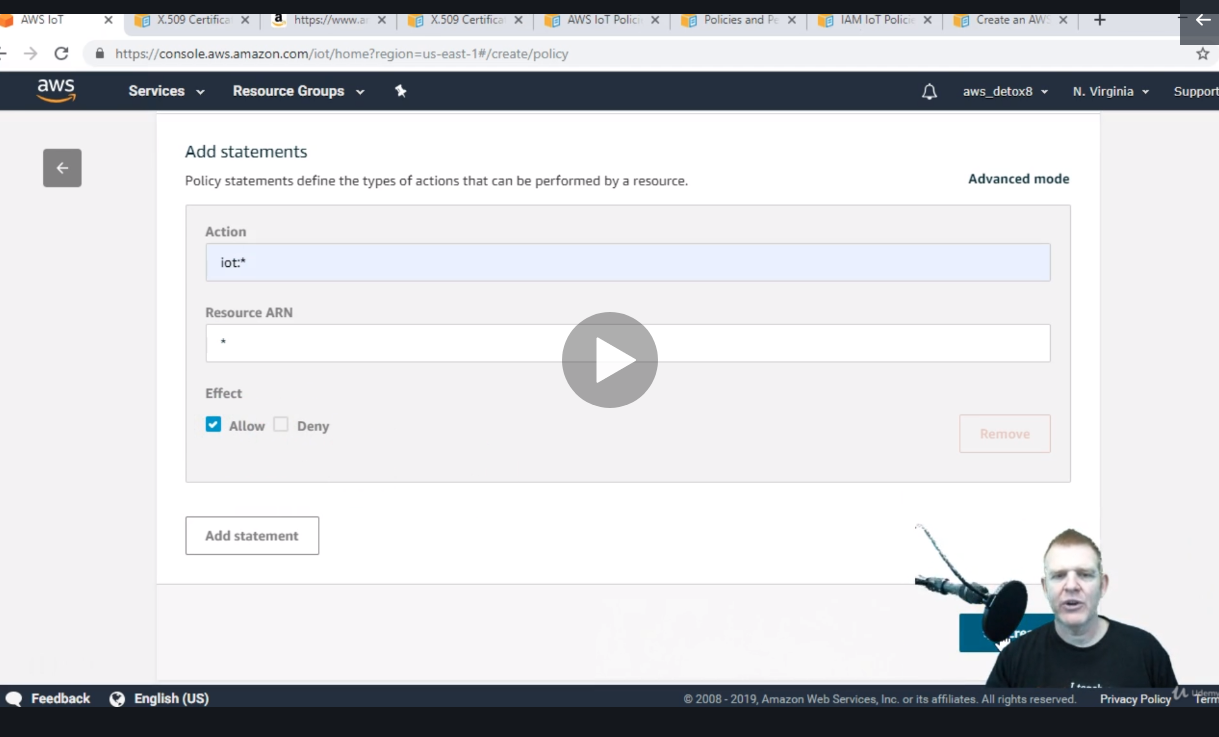 AWS IoT
X.509 Certifica
https://www.a
X.509 Certifica
AWS IoT Polici
Policies and Pe
IAM IoT Policie
Create an AWS
https://console.aws.amazon.com/iot/home?region=us-east-1#/create/policy
aws
Services
Resource Groups
aws_detox8
N. Virginia
Support
Add statements
Policy statements define the types of actions that can be performed by a resource.
Advanced mode
Action
iot:*
Resource ARN
*
Effect
Allow
Deny
Remove
Add statement
Feedback
English (US)
© 2008 - 2019, Amazon Web Services, Inc. or its affiliates. All rights reserved.
Privacy Policy
Term
Udemy